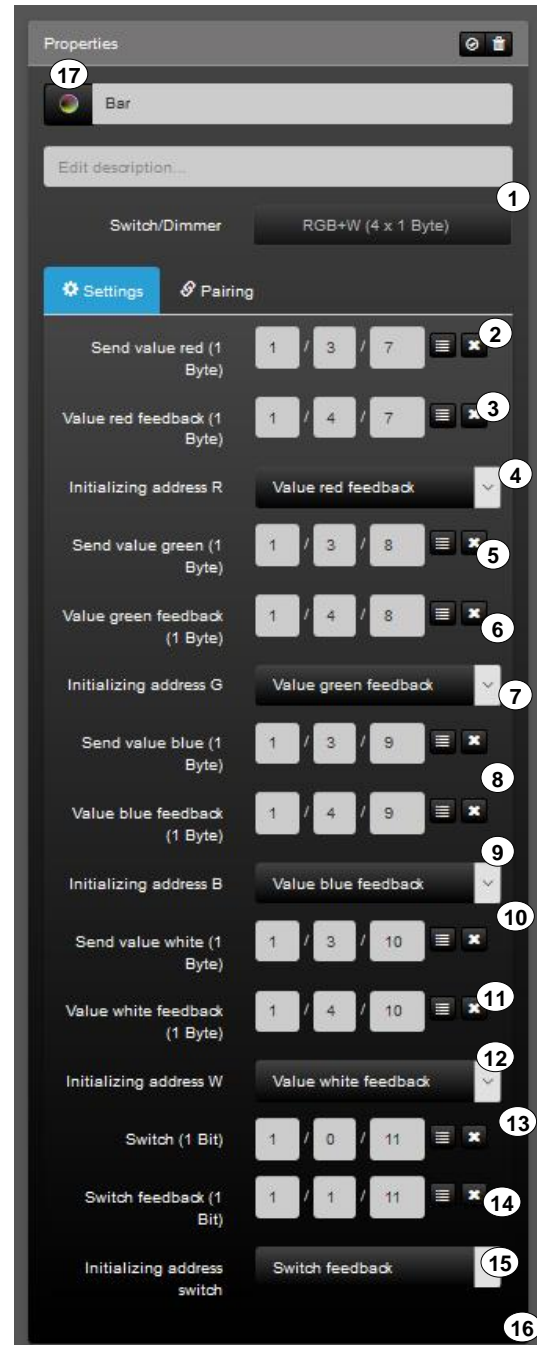 Properties
17
Bar
Edit description...
1
Switch/Dimmer RGB+W (4 x 1 Byte)
Settings Pairing
2
Send value red (1 Byte) 1 / 3 / 7
3
Value red feedback (1 Byte) 1 / 4 / 7
4
Initializing address R Value red feedback
Send value green (1 Byte) 1 / 3 / 8
5
Value green feedback (1 Byte) 1 / 4 / 8
6
Initializing address G Value green feedback
7
Send value blue (1 Byte) 1 / 3 / 9
8
Value blue feedback (1 Byte) 1 / 4 / 9
9
Initializing address B Value blue feedback
10
Send value white (1 Byte) 1 / 3 / 10
11
Value white feedback (1 Byte) 1 / 4 / 10
12
Initializing address W Value white feedback
13
Switch (1 Bit) 1 / 0 / 11
Switch feedback (1 Bit) 1 / 1 / 11
14
Initializing address switch Switch feedback
15
16